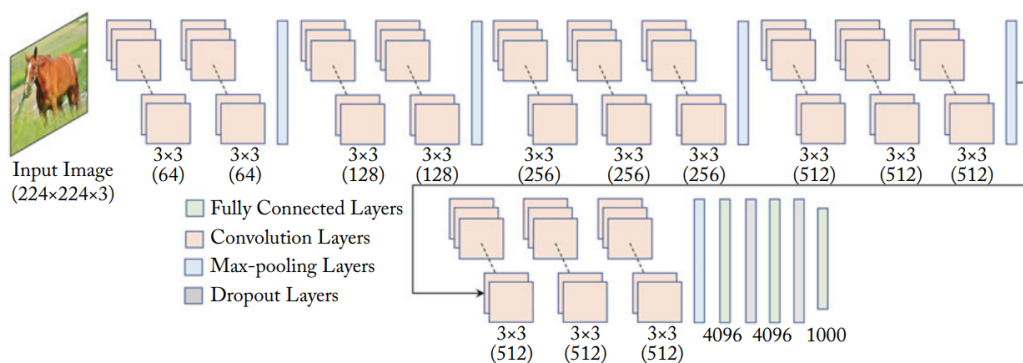 3×3 3×3 3×3 3×3 3×3 3×3 3×3 3×3 3×3 3×3
(64) (64) (128) (128) (256) (256) (256) (512) (512) (512)
Input Image
(224×224×3)
Fully Connected Layers
Convolution Layers
Max-pooling Layers
Dropout Layers
3×3 3×3 3×3 4096 4096 1000
(512) (512) (512)